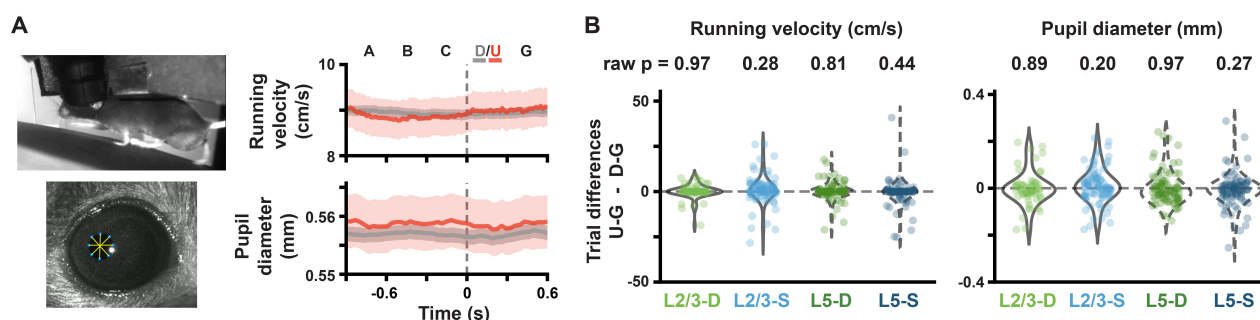 A
A B C D/U G
Running velocity (cm/s)
10
8
Pupil diameter (mm)
0.56
0.55
-0.6 0 0.6
Time (s)
B
Running velocity (cm/s)
raw p = 0.97 0.28 0.81 0.44
Trial differences
U-G - D-G
50
0
-50
L2/3-D L2/3-S L5-D L5-S
Pupil diameter (mm)
0.89 0.20 0.97 0.27
0.4
0
-0.4
L2/3-D L2/3-S L5-D L5-S